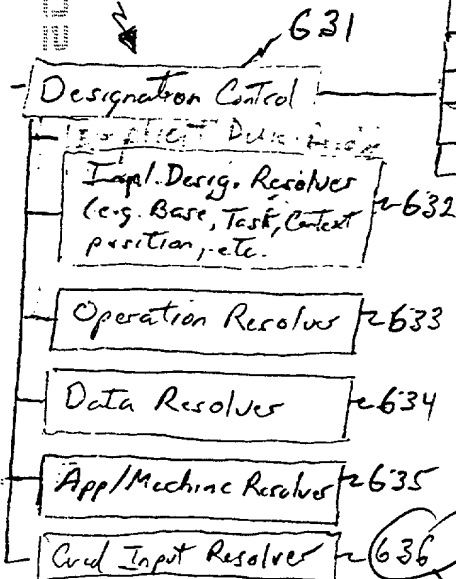 631
Designation Control
Impl. Desig. Resolver
(e.g. Base, Task, Context
position, etc.
632
Operation Resolver
633
Data Resolver
634
App/Machine Resolver
635
Input Resolver
636